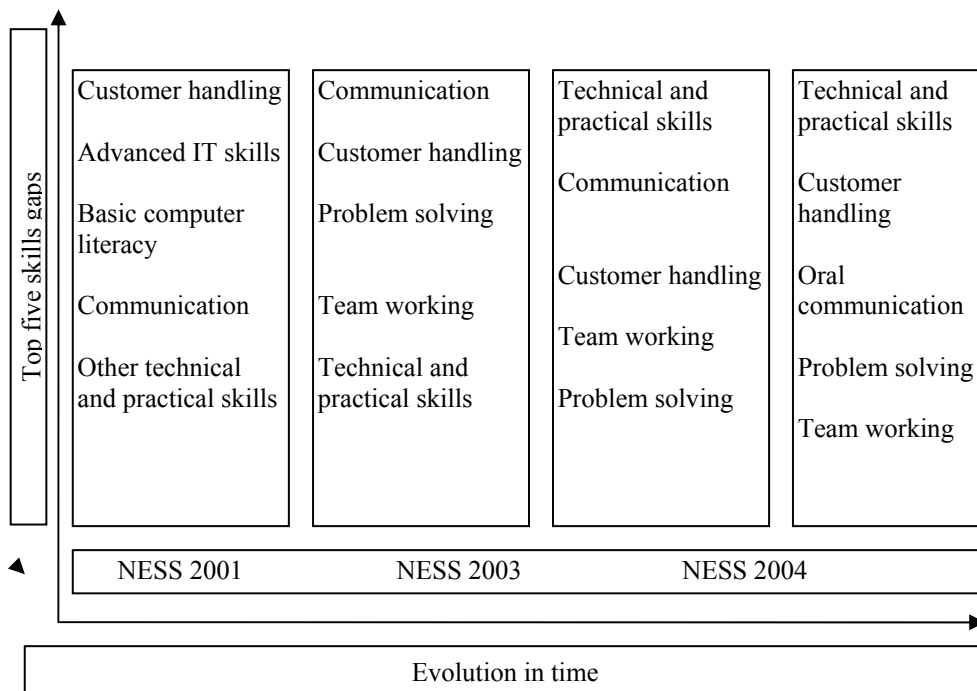 Top five skills gaps
Customer handling
Advanced IT skills
Basic computer
literacy
Communication
Other technical
and practical skills
Communication
Customer handling
Problem solving
Team working
Technical and
practical skills
Technical and
practical skills
Communication
Customer handling
Team working
Problem solving
Technical and
practical skills
Customer
handling
Oral
communication
Problem solving
Team working
NESS 2001
NESS 2003
NESS 2004
Evolution in time